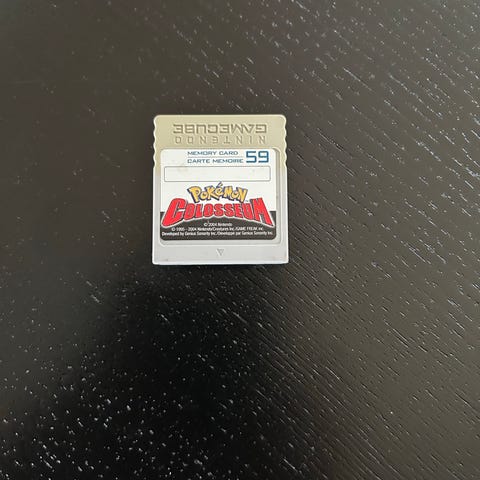 NINTENDO
GAMECUBE
MEMORY CARD 59
CARTE MEMOIRE
POKéMON
COLOSSEUM
© 2004 Nintendo
© 1995 - 2004 Nintendo/Creatures Inc./GAME FREAK inc.
Developed by Genius Sonority Inc./Développé par Genius Sonority Inc.